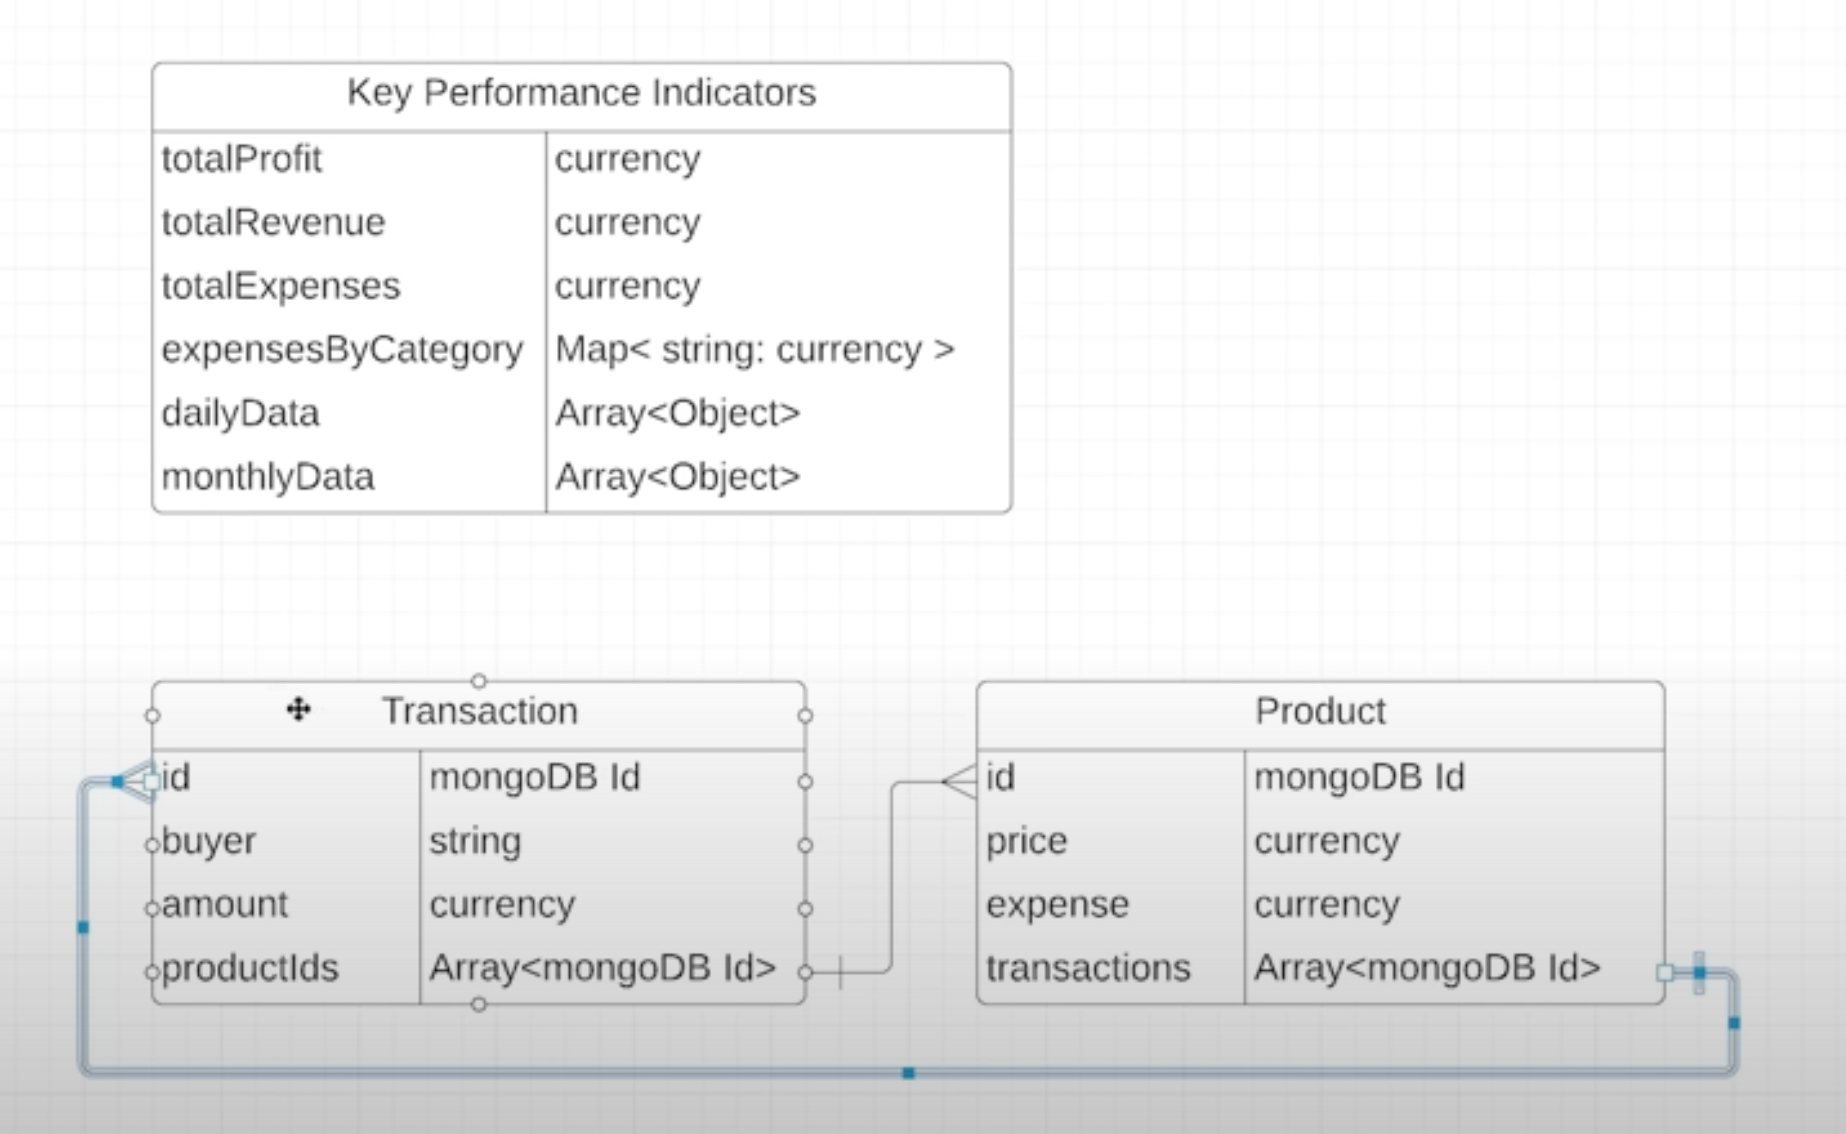 Key Performance Indicators
totalProfit currency
totalRevenue currency
totalExpenses currency
expensesByCategory Map< string: currency >
dailyData Array<Object>
monthlyData Array<Object>
Transaction
id mongoDB Id
buyer string
amount currency
productIds Array<mongoDB Id>
Product
id mongoDB Id
price currency
expense currency
transactions Array<mongoDB Id>